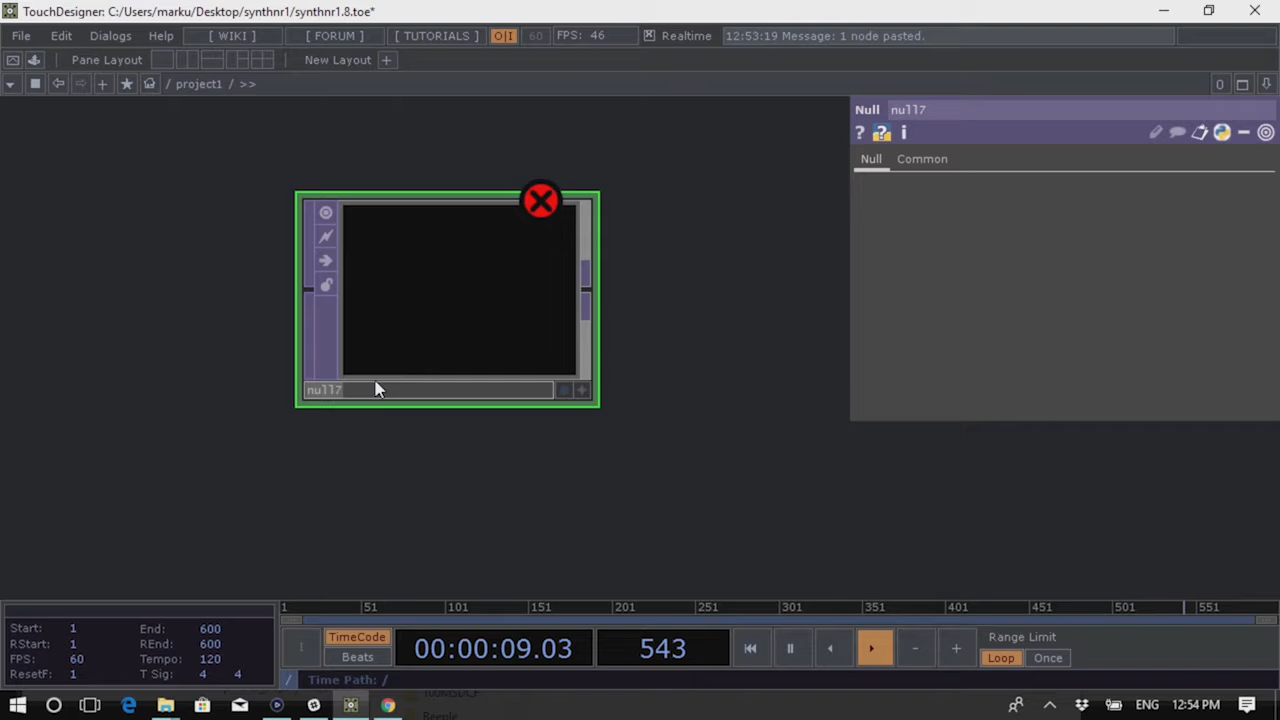 TouchDesigner: C:/Users/marku/Desktop/synthnr1/synthnr1.8.toe*
File Edit Dialogs Help [ WIKI ] [ FORUM ] [ TUTORIALS ] O|I 60 FPS: 46 Realtime 12:53:19 Message: 1 node pasted.
Pane Layout New Layout +
/ project1 / >> 0
Null null7
? ? i
Null Common
null7
1 51 101 151 201 251 301 351 401 451 501 551
Start: 1 End: 600
RStart: 1 REnd: 600
FPS: 60 Tempo: 120
ResetF: 1 T Sig: 4 4
TimeCode
Beats
00:00:09.03 543
Range Limit
Loop Once
/ Time Path: /
ENG 12:54 PM